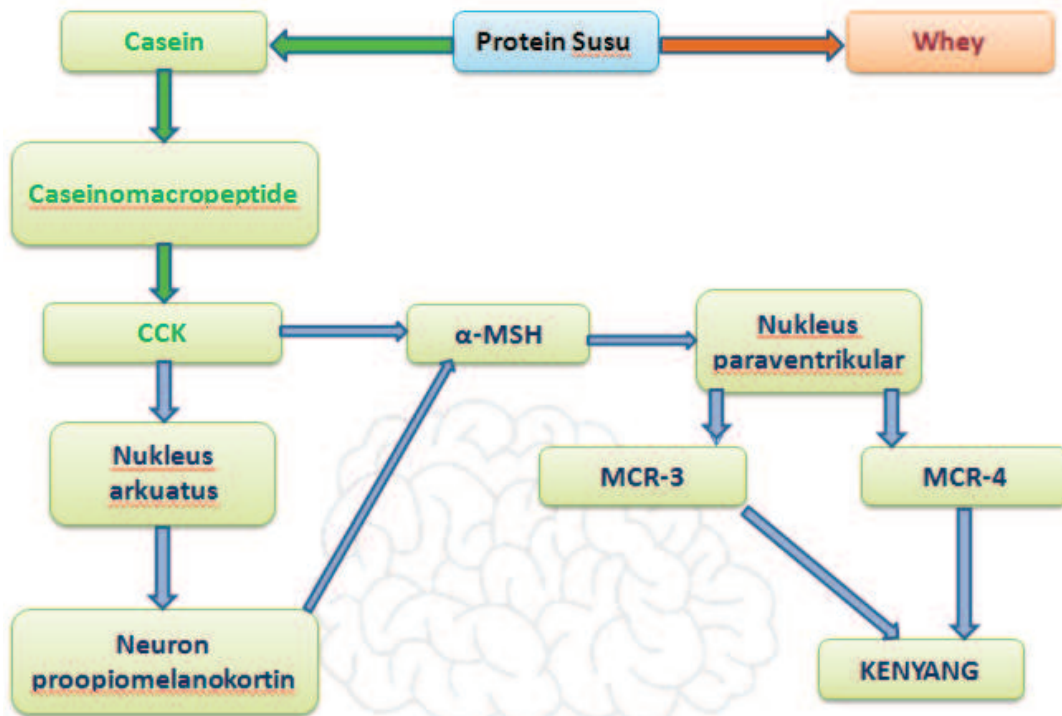 Casein
Protein Susu
Whey
Caseinomacropeptide
CCK
α-MSH
Nukleus
paraventrikular
Nukleus
arkuatus
MCR-3
MCR-4
Neuron
proopiomelanokortin
KENYANG